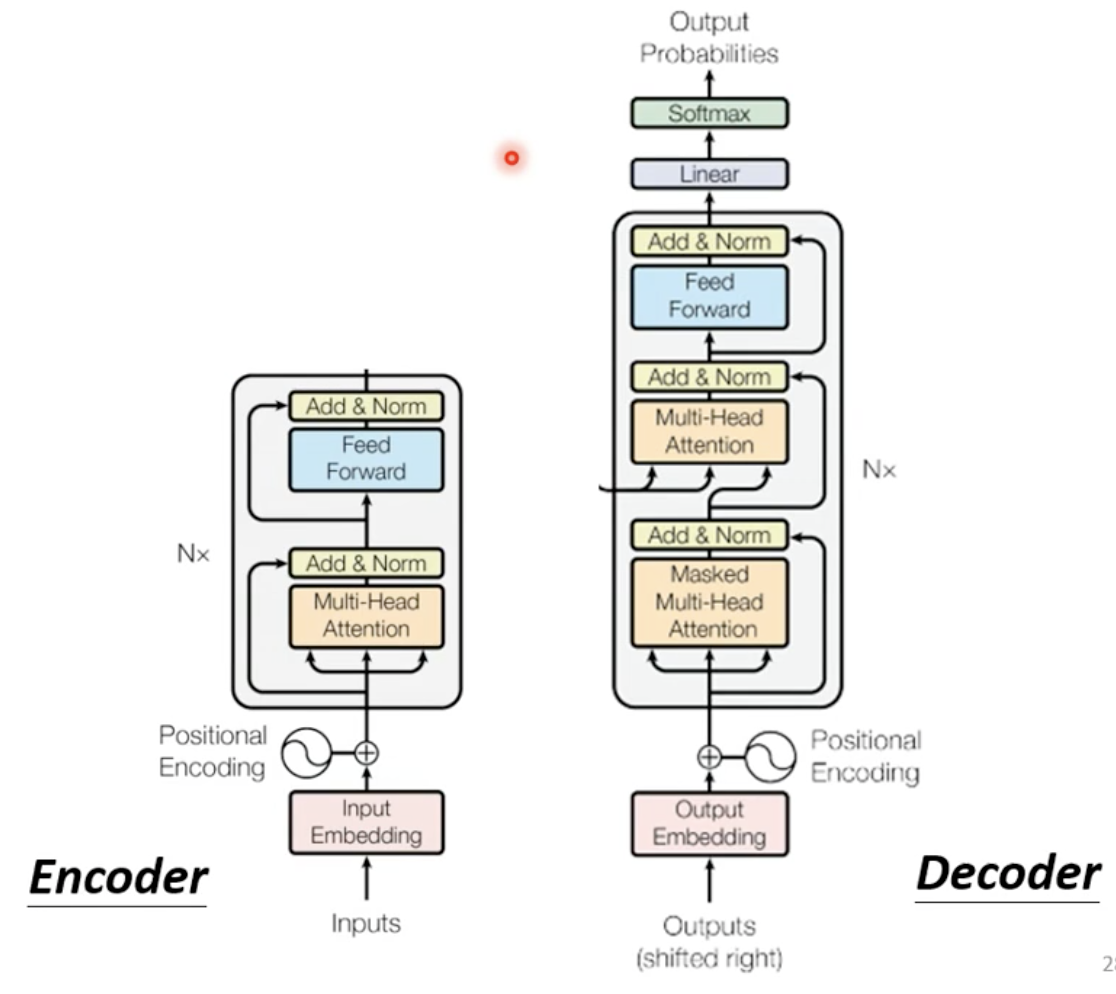 Output
Probabilities
Softmax
Linear
Add & Norm
Feed
Forward
Add & Norm
Multi-Head
Attention
Nx
Add & Norm
Masked
Multi-Head
Attention
Positional
Encoding
Output
Embedding
Outputs
(shifted right)
Decoder
Add & Norm
Feed
Forward
Nx
Add & Norm
Multi-Head
Attention
Positional
Encoding
Input
Embedding
Inputs
Encoder